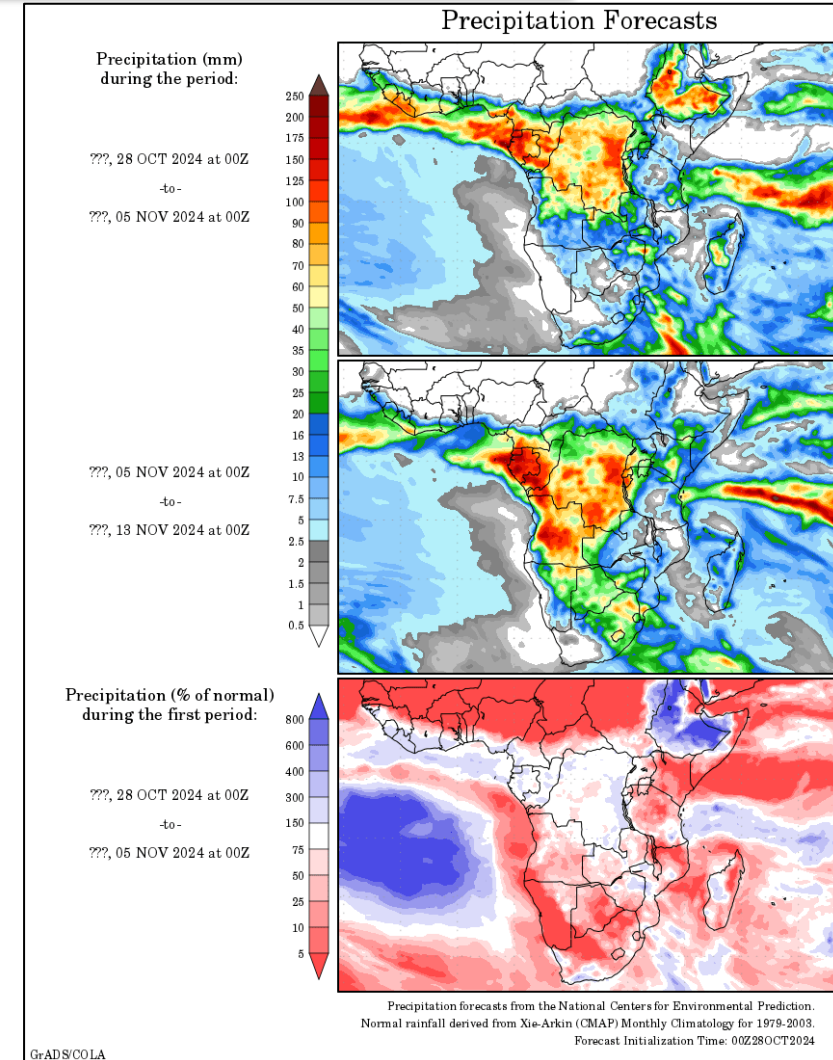 Precipitation Forecasts
Precipitation (mm)
during the period:
???, 28 OCT 2024 at 00Z
-to-
???, 05 NOV 2024 at 00Z
250
200
175
150
125
100
90
80
70
60
50
40
35
30
25
20
16
13
10
7.5
5
2.5
2
1.5
1
0.5
???, 05 NOV 2024 at 00Z
-to-
???, 13 NOV 2024 at 00Z
Precipitation (% of normal)
during the first period:
???, 28 OCT 2024 at 00Z
-to-
???, 05 NOV 2024 at 00Z
800
600
400
300
150
75
50
25
10
5
Precipitation forecasts from the National Centers for Environmental Prediction.
Normal rainfall derived from Xie-Arkin (CMAP) Monthly Climatology for 1979-2003.
Forecast Initialization Time: 00Z28OCT2024
GrADS/COLA